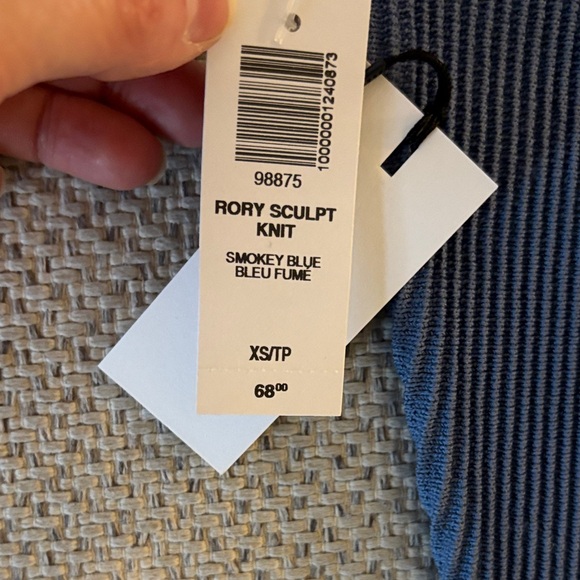 10000001240873
98875
RORY SCULPT
KNIT
SMOKEY BLUE
BLEU FUMÉ
XS/TP
68⁰⁰